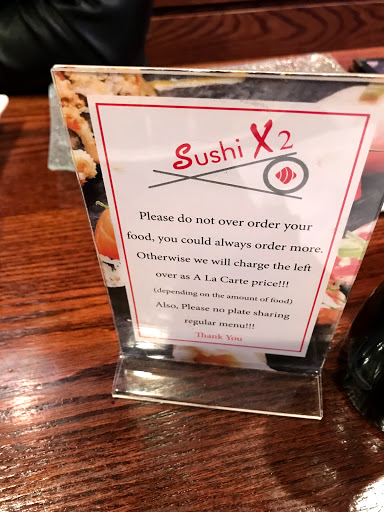 Sushi X2
Please do not over order your
food, you could always order more.
Otherwise we will charge the left
over as A La Carte price!!!
(depending on the amount of food)
Also, Please no plate sharing
regular menu!!!
Thank You